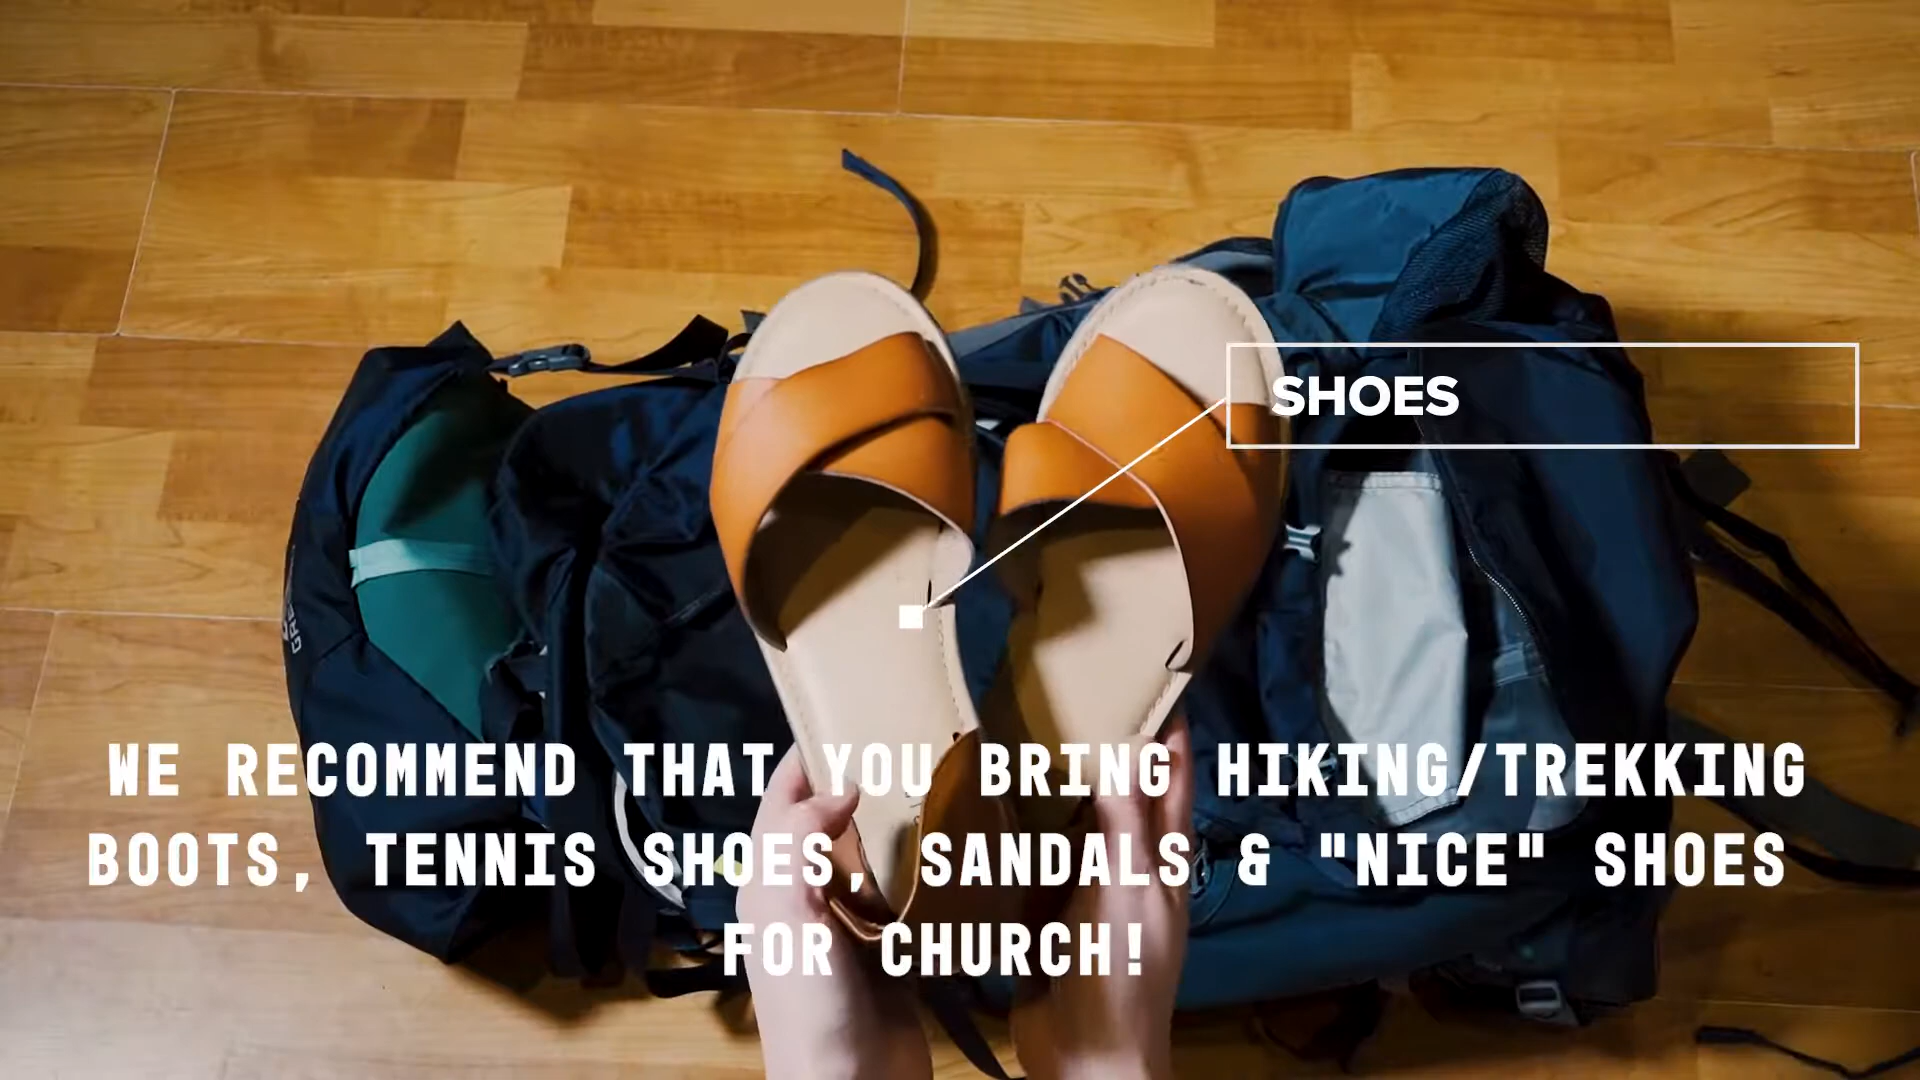 SHOES
WE RECOMMEND THAT YOU BRING HIKING/TREKKING
BOOTS, TENNIS SHOES, SANDALS & "NICE" SHOES
FOR CHURCH!